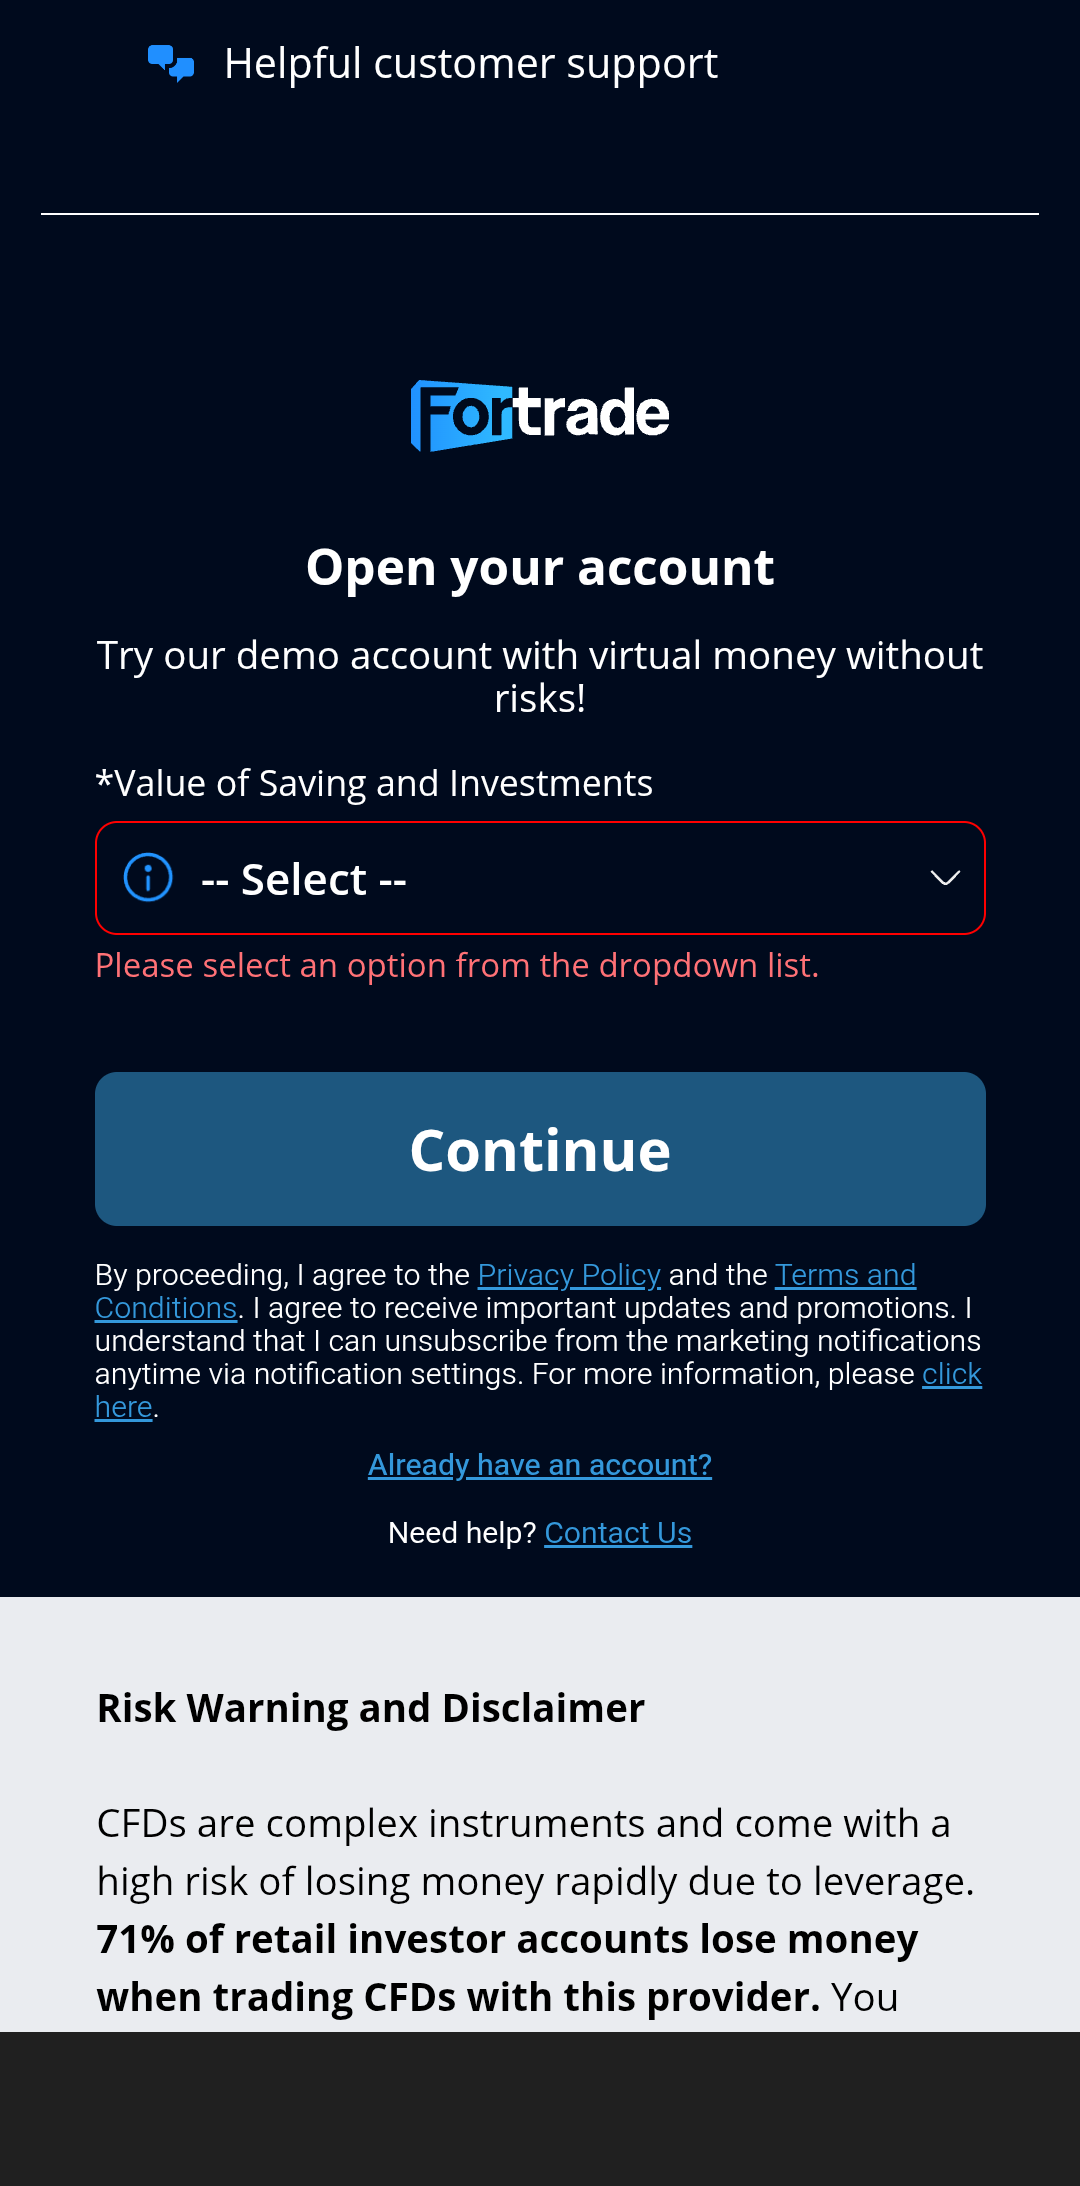 Helpful customer support
Fortrade
Open your account
Try our demo account with virtual money without
risks!
*Value of Saving and Investments
-- Select --
Please select an option from the dropdown list.
Continue
By proceeding, I agree to the Privacy Policy and the Terms and
Conditions. I agree to receive important updates and promotions. I
understand that I can unsubscribe from the marketing notifications
anytime via notification settings. For more information, please click
here.
Already have an account?
Need help? Contact Us
Risk Warning and Disclaimer
CFDs are complex instruments and come with a
high risk of losing money rapidly due to leverage.
71% of retail investor accounts lose money
when trading CFDs with this provider. You